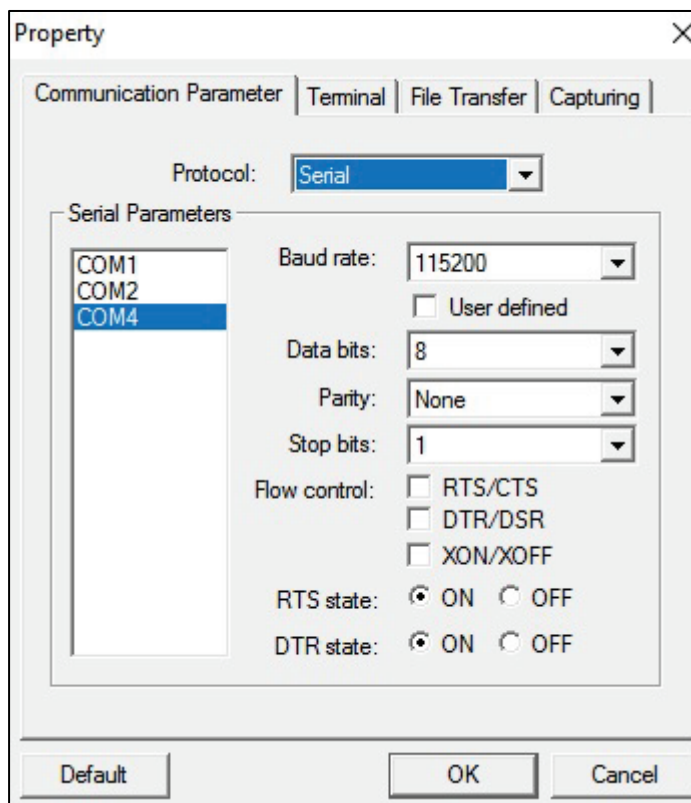 Property
Communication Parameter Terminal File Transfer Capturing
Protocol: Serial
Serial Parameters
COM1
COM2
COM4
Baud rate: 115200
User defined
Data bits: 8
Parity: None
Stop bits: 1
Flow control: RTS/CTS
DTR/DSR
XON/XOFF
RTS state: ON OFF
DTR state: ON OFF
Default OK Cancel